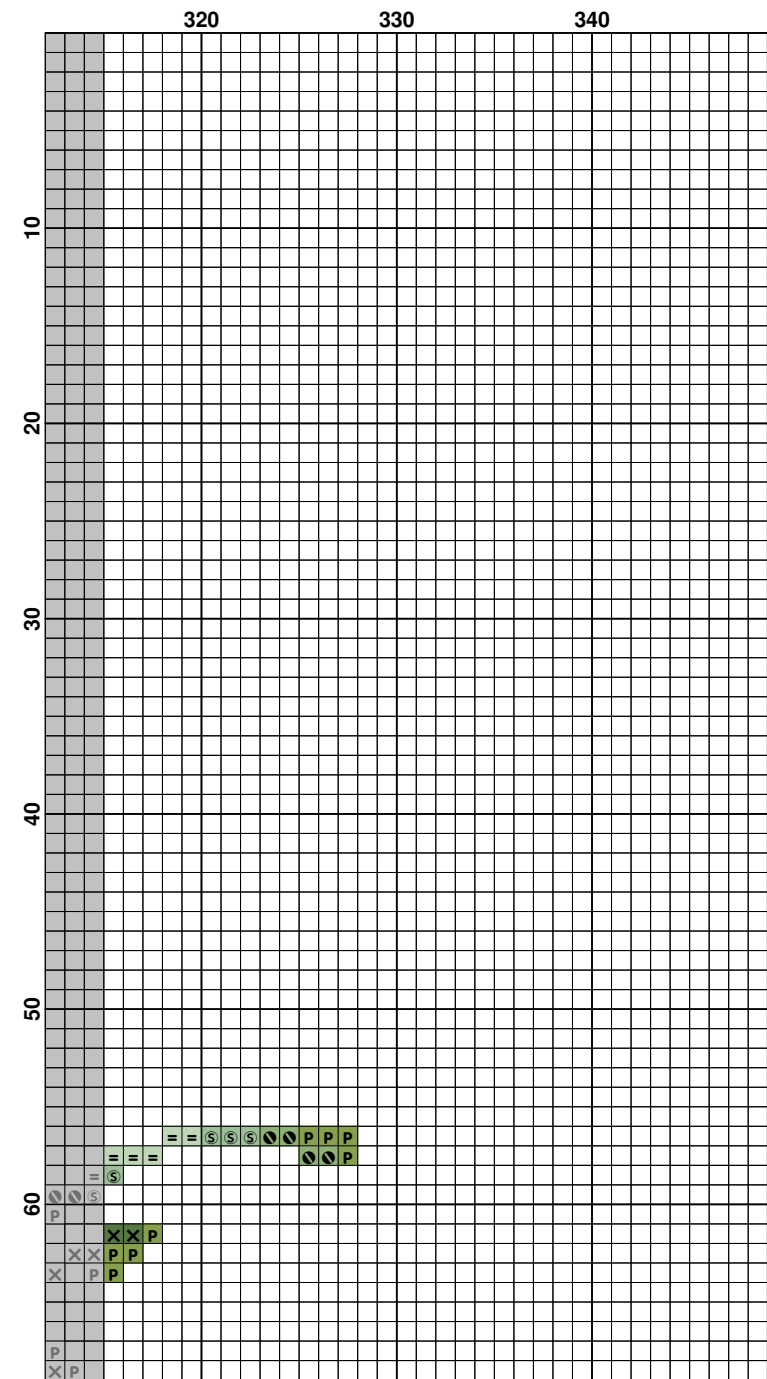 320 330 340
10
20
30
40
50
= = Ⓢ Ⓢ Ⓢ P P P
= = = P
= Ⓢ
Ⓢ
60
P
X X P
X X P P
X P P
P
X P